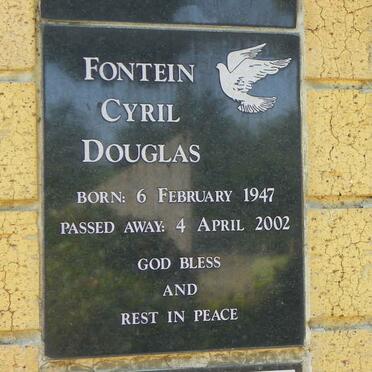 FONTEIN
CYRIL
DOUGLAS
BORN: 6 FEBRUARY 1947
PASSED AWAY: 4 APRIL 2002
GOD BLESS
AND
REST IN PEACE